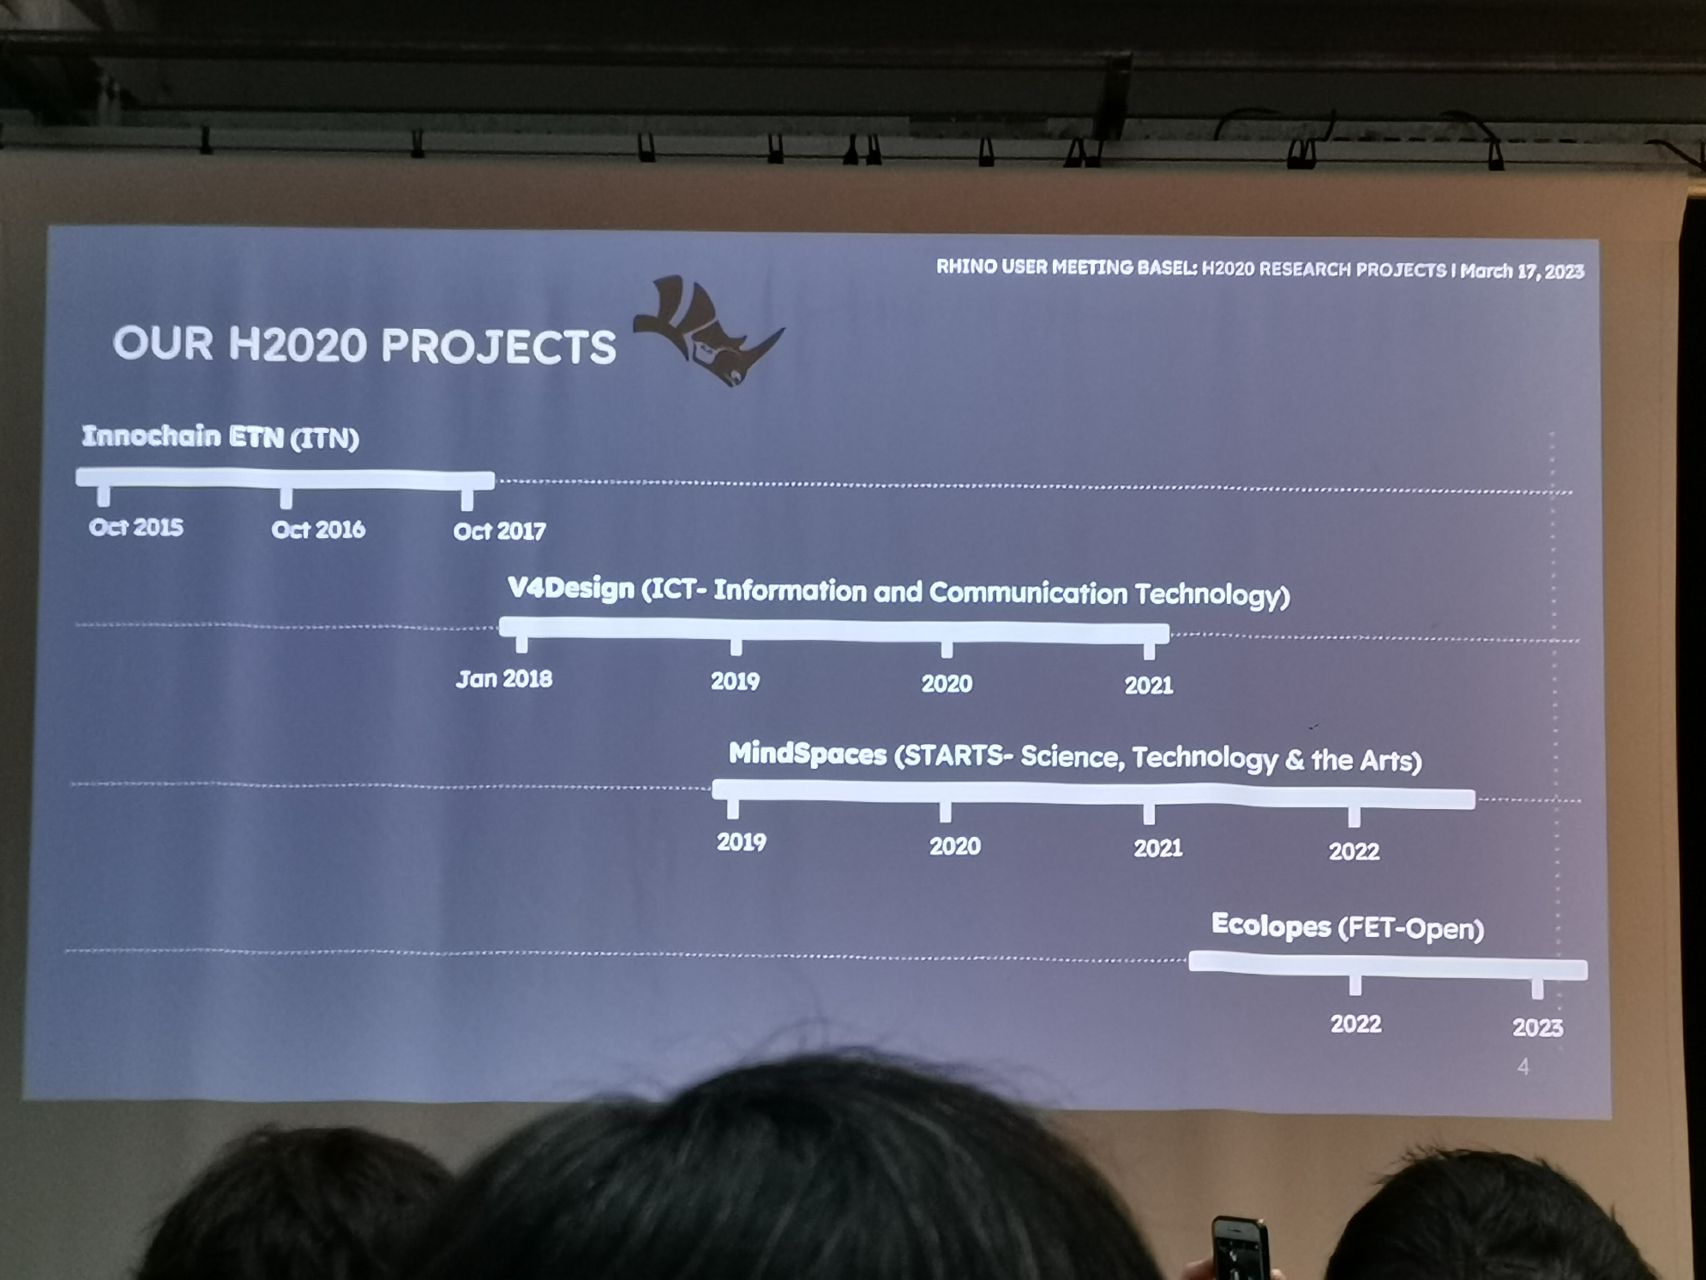 RHINO USER MEETING BASEL: H2020 RESEARCH PROJECTS I March 17, 2023
OUR H2020 PROJECTS
Innochain ETN (ITN)
Oct 2015 Oct 2016 Oct 2017
V4Design (ICT- Information and Communication Technology)
Jan 2018 2019 2020 2021
MindSpaces (STARTS- Science, Technology & the Arts)
2019 2020 2021 2022
Ecolopes (FET-Open)
2022 2023
4